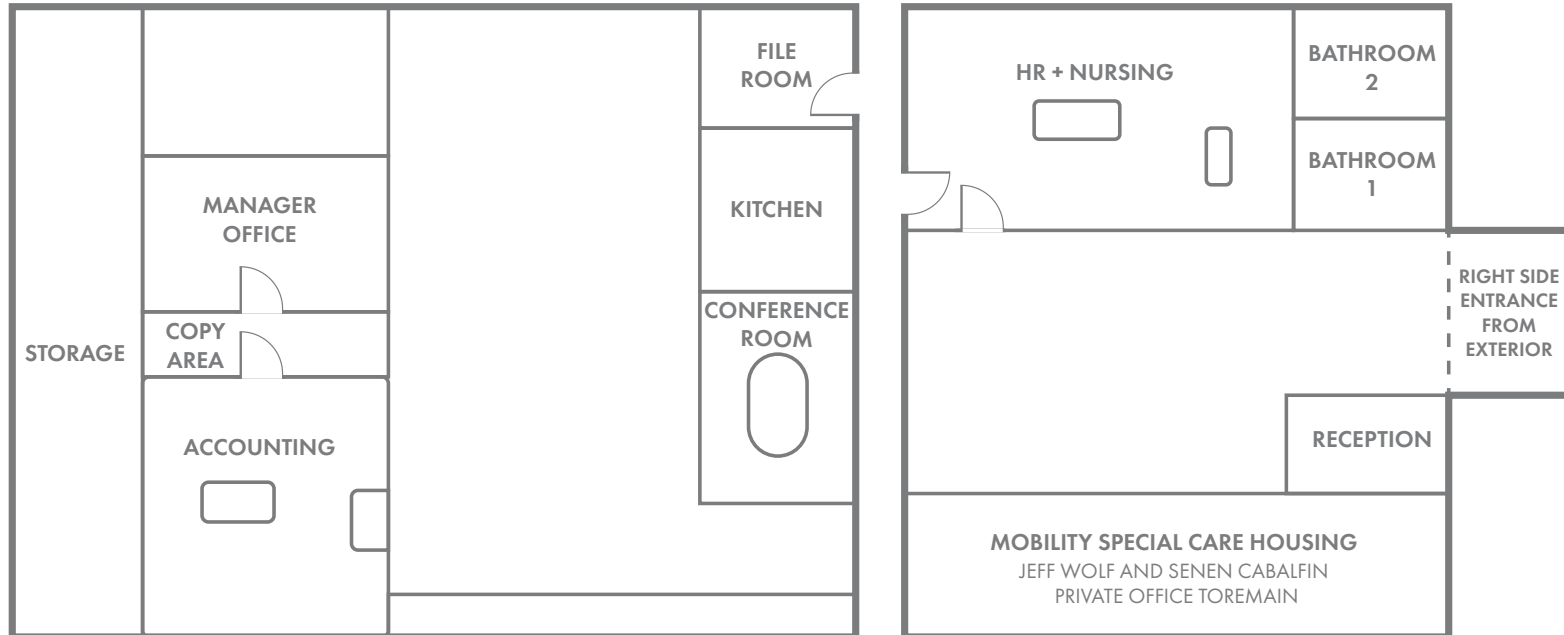 FILE
ROOM
HR + NURSING
BATHROOM
2
BATHROOM
1
MANAGER
OFFICE
KITCHEN
RIGHT SIDE
ENTRANCE
FROM
EXTERIOR
CONFERENCE
ROOM
COPY
AREA
STORAGE
ACCOUNTING
RECEPTION
MOBILITY SPECIAL CARE HOUSING
JEFF WOLF AND SENEN CABALFIN
PRIVATE OFFICE TOREMAIN